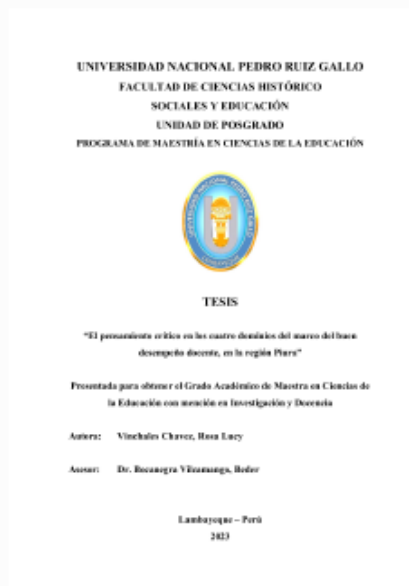 UNIVERSIDAD NACIONAL PEDRO RUIZ GALLO
FACULTAD DE CIENCIAS HISTÓRICO
SOCIALES Y EDUCACIÓN
UNIDAD DE POSGRADO
PROGRAMA DE MAESTRÍA EN CIENCIAS DE LA EDUCACIÓN
TESIS
“El pensamiento crítico en los cuatro dominios del marco del buen
desempeño docente, en la región Piura”
Presentada para obtener el Grado Académico de Maestra en Ciencias de
la Educación con mención en Investigación y Docencia
Autora: Vinchales Chavez, Rosa Lucy
Asesor: Dr. Bocanegra Vilcamango, Beder
Lambayeque – Perú
2023